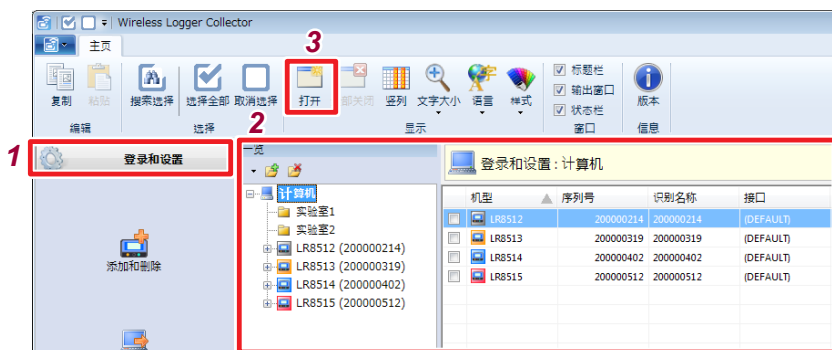 Wireless Logger Collector
主页
3
复制
粘贴
搜索选择
选择全部
取消选择
打开
部关闭
竖列
文字大小
语言
样式
标题栏
输出窗口
状态栏
版本
编辑
选择
显示
窗口
信息
1
登录和设置
2
一览
登录和设置：计算机
计算机
实验室1
实验室2
LR8512 (200000214)
LR8513 (200000319)
LR8514 (200000402)
LR8515 (200000512)
机型 序列号 识别名称 接口
LR8512 200000214 200000214 (DEFAULT)
LR8513 200000319 200000319 (DEFAULT)
LR8514 200000402 200000402 (DEFAULT)
LR8515 200000512 200000512 (DEFAULT)
添加和删除